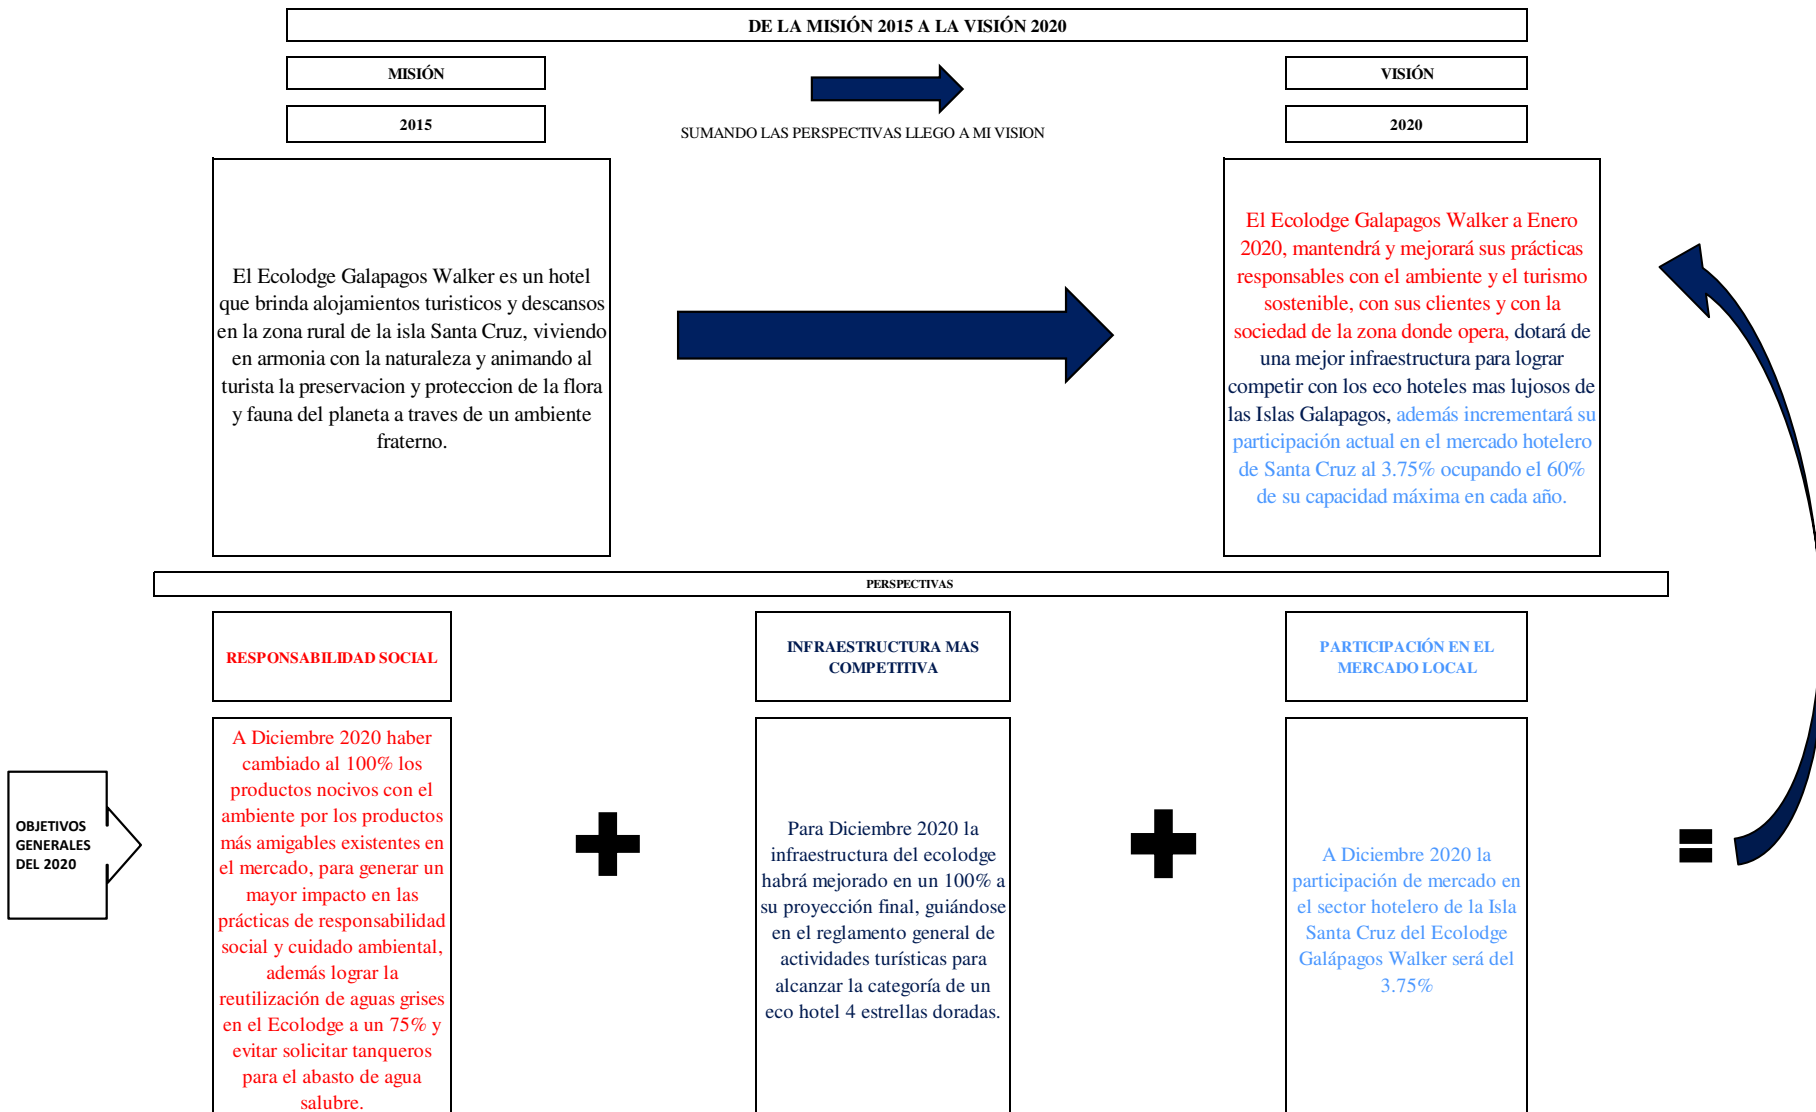 DE LA MISIÓN 2015 A LA VISIÓN 2020
MISIÓN
VISIÓN
2015
2020
SUMANDO LAS PERSPECTIVAS LLEGO A MI VISION
El Ecolodge Galapagos Walker es un hotel
que brinda alojamientos turisticos y descansos
en la zona rural de la isla Santa Cruz, viviendo
en armonia con la naturaleza y animando al
turista la preservacion y proteccion de la flora
y fauna del planeta a traves de un ambiente
fraterno.
El Ecolodge Galapagos Walker a Enero
2020, mantendrá y mejorará sus prácticas
responsables con el ambiente y el turismo
sostenible, con sus clientes y con la
sociedad de la zona donde opera, dotará de
una mejor infraestructura para lograr
competir con los eco hoteles mas lujosos de
las Islas Galapagos, además incrementará su
participación actual en el mercado hotelero
de Santa Cruz al 3.75% ocupando el 60%
de su capacidad máxima en cada año.
PERSPECTIVAS
RESPONSABILIDAD SOCIAL
INFRAESTRUCTURA MAS
COMPETITIVA
PARTICIPACIÓN EN EL
MERCADO LOCAL
OBJETIVOS
GENERALES
DEL 2020
A Diciembre 2020 haber
cambiado al 100% los
productos nocivos con el
ambiente por los productos
más amigables existentes en
el mercado, para generar un
mayor impacto en las
prácticas de responsabilidad
social y cuidado ambiental,
además lograr la
reutilización de aguas grises
en el Ecolodge a un 75% y
evitar solicitar tanqueros
para el abasto de agua
salubre.
+
Para Diciembre 2020 la
infraestructura del ecolodge
habrá mejorado en un 100% a
su proyección final, guiándose
en el reglamento general de
actividades turísticas para
alcanzar la categoría de un
eco hotel 4 estrellas doradas.
+
A Diciembre 2020 la
participación de mercado en
el sector hotelero de la Isla
Santa Cruz del Ecolodge
Galápagos Walker será del
3.75%
=